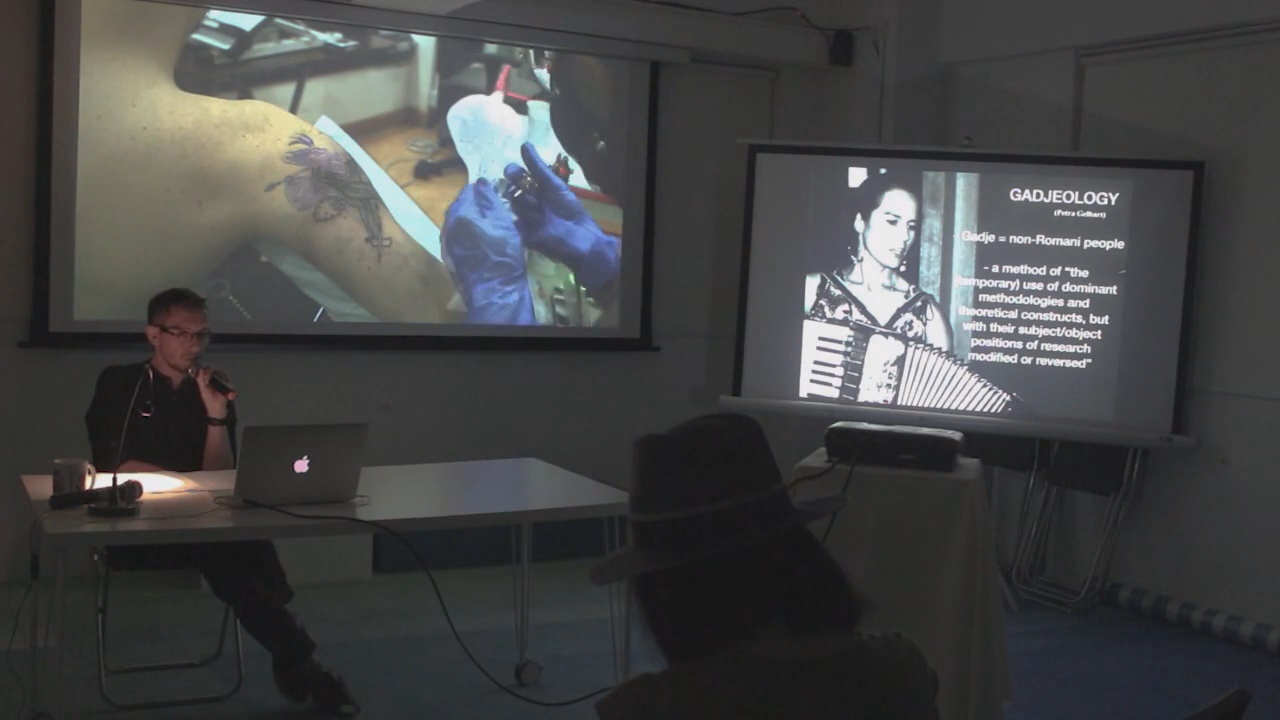 GADJEOLOGY
(Petra Gelbart)
Gadje = non-Romani people
- a method of "the
temporary) use of dominant
methodologies and
theoretical constructs, but
with their subject/object
positions of research
modified or reversed"